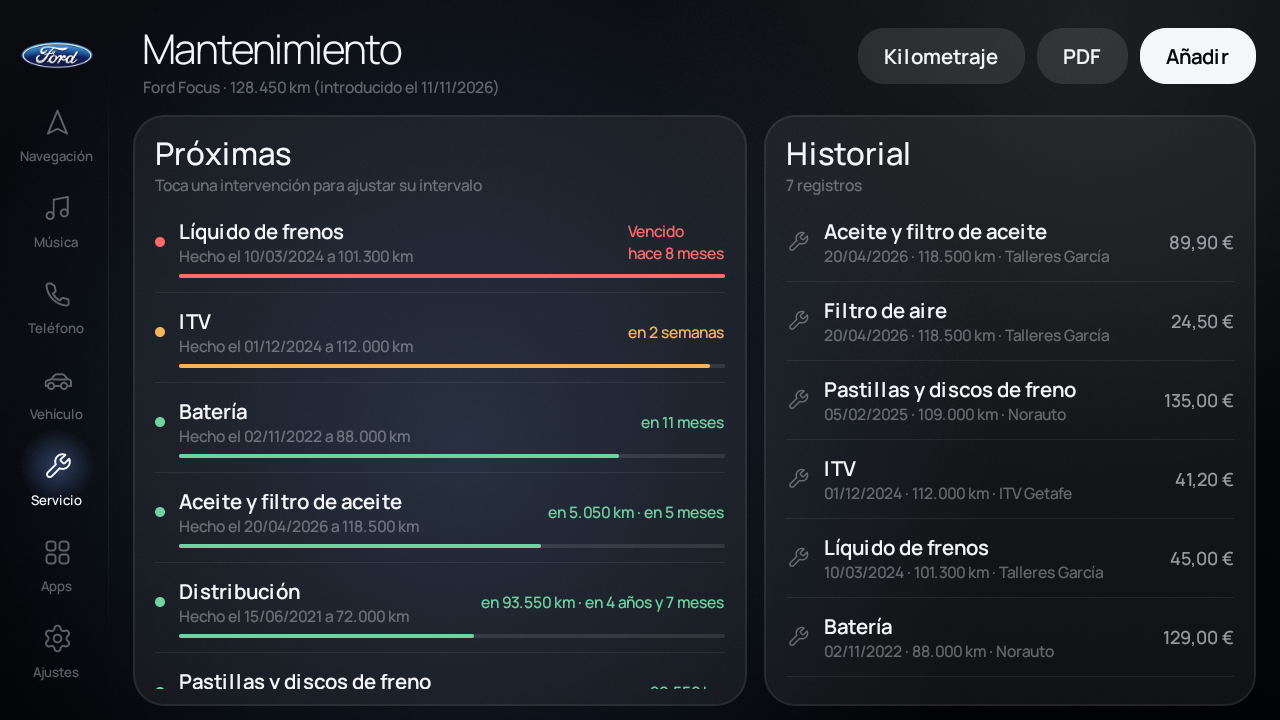 Ford
Mantenimiento
Ford Focus · 128.450 km (introducido el 11/11/2026)
Kilometraje
PDF
Añadir
Navegación
Música
Teléfono
Vehículo
Servicio
Apps
Ajustes
Próximas
Toca una intervención para ajustar su intervalo
Líquido de frenos
Hecho el 10/03/2024 a 101.300 km
Vencido
hace 8 meses
ITV
Hecho el 01/12/2024 a 112.000 km
en 2 semanas
Batería
Hecho el 02/11/2022 a 88.000 km
en 11 meses
Aceite y filtro de aceite
Hecho el 20/04/2026 a 118.500 km
en 5.050 km · en 5 meses
Distribución
Hecho el 15/06/2021 a 72.000 km
en 93.550 km · en 4 años y 7 meses
Pastillas y discos de freno
Historial
7 registros
Aceite y filtro de aceite
20/04/2026 · 118.500 km · Talleres García
89,90 €
Filtro de aire
20/04/2026 · 118.500 km · Talleres García
24,50 €
Pastillas y discos de freno
05/02/2025 · 109.000 km · Norauto
135,00 €
ITV
01/12/2024 · 112.000 km · ITV Getafe
41,20 €
Líquido de frenos
10/03/2024 · 101.300 km · Talleres García
45,00 €
Batería
02/11/2022 · 88.000 km · Norauto
129,00 €